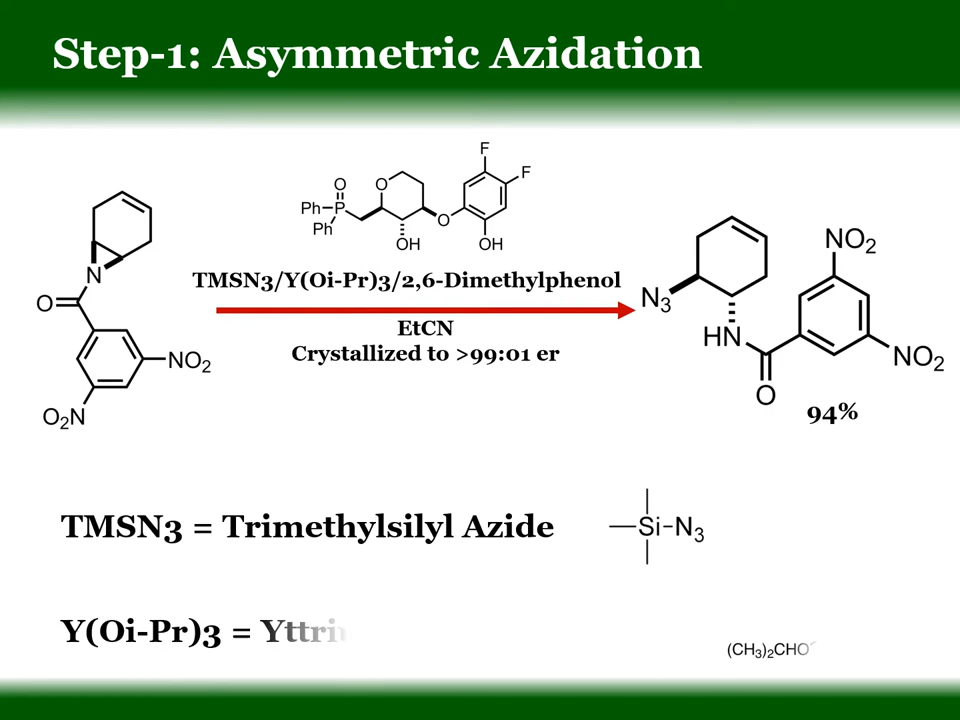 Step-1: Asymmetric Azidation
F
F
O
Ph
P
Ph
O
OH
O
OH
TMSN3/Y(Oi-Pr)3/2,6-Dimethylphenol
EtCN
Crystallized to >99:01 er
N
O
NO2
O2N
N3
HN
O
NO2
NO2
94%
TMSN3 = Trimethylsilyl Azide
Si-N3
Y(Oi-Pr)3 =
(CH3)2CHO